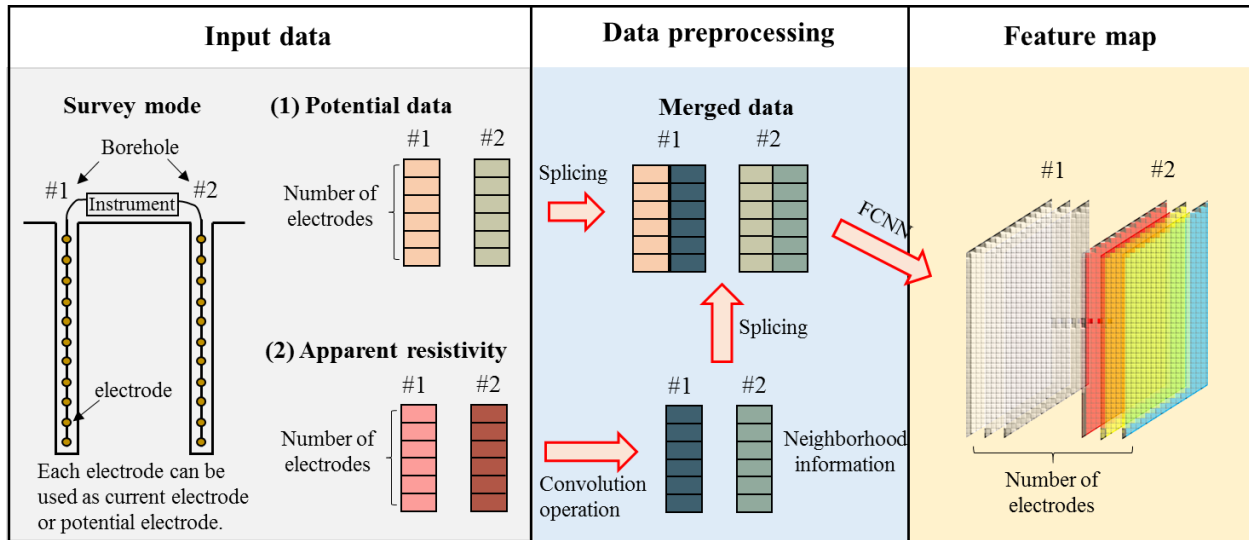 Input data
Survey mode
Borehole
#1
#2
Instrument
electrode
Each electrode can be
used as current electrode
or potential electrode.
(1) Potential data
#1
#2
Number of
electrodes
(2) Apparent resistivity
#1
#2
Number of
electrodes
Data preprocessing
Merged data
#1
#2
Splicing
Splicing
#1
#2
Neighborhood
information
Convolution
operation
FCNN
Feature map
#1
#2
Number of
electrodes